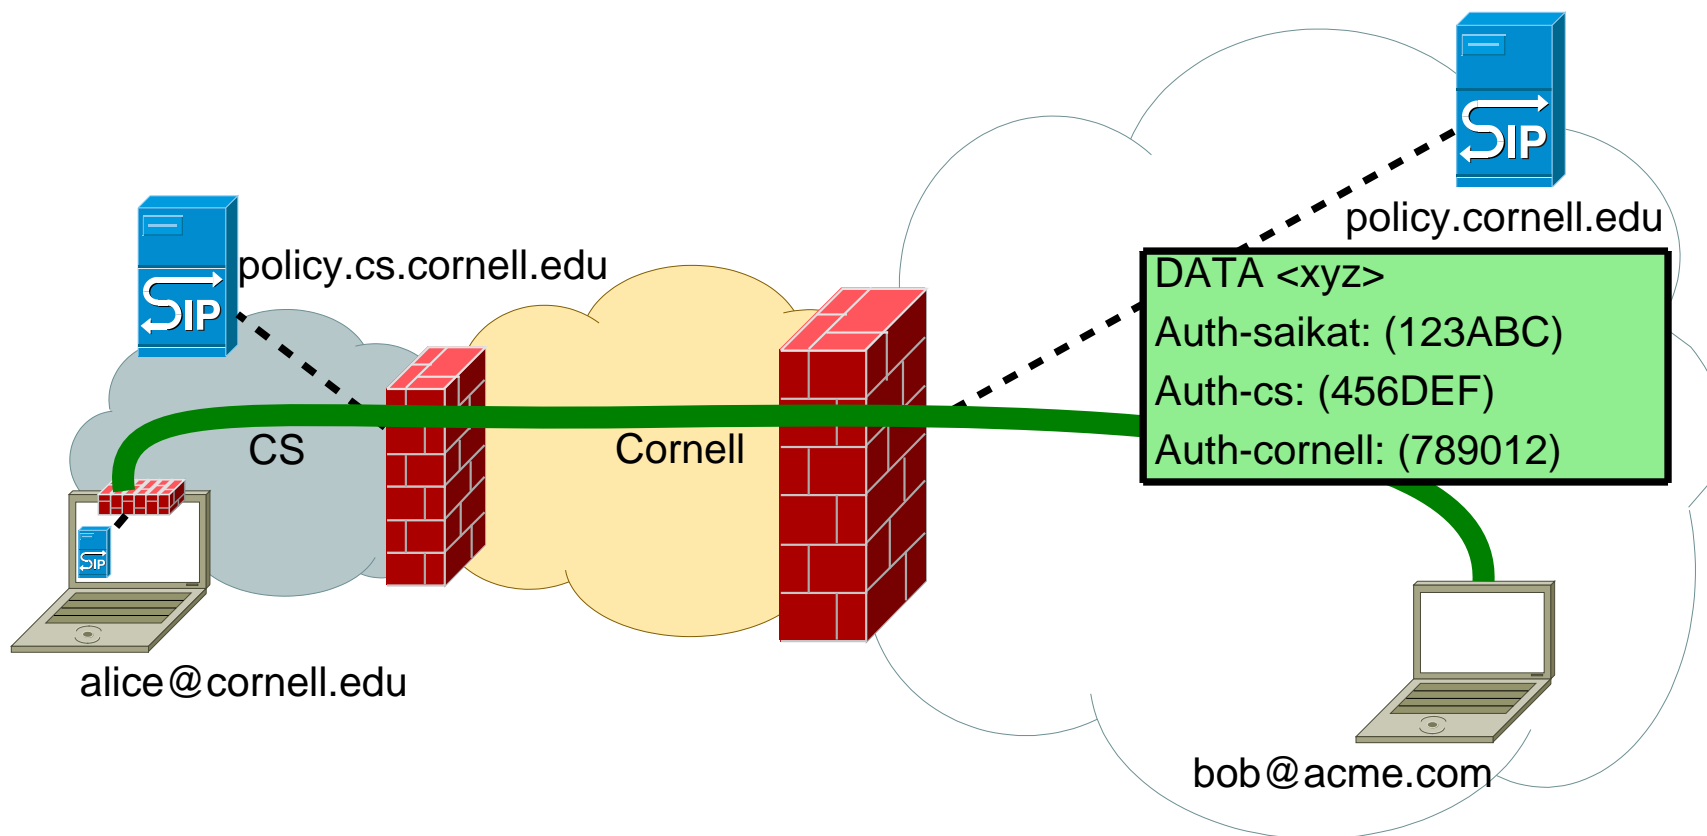 SIP
policy.cornell.edu
SIP
policy.cs.cornell.edu
DATA <xyz>
Auth-saikat: (123ABC)
Auth-cs: (456DEF)
Auth-cornell: (789012)
CS
Cornell
SIP
alice@cornell.edu
bob@acme.com